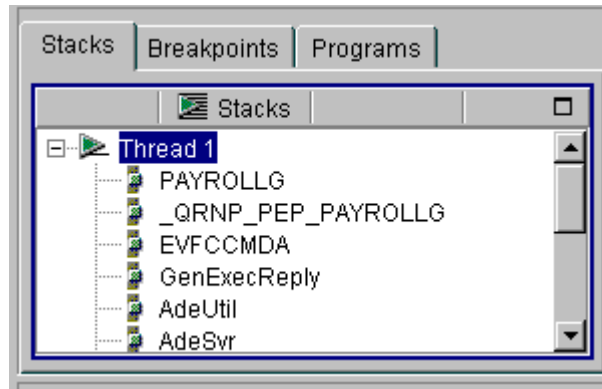 Stacks Breakpoints Programs
Stacks
Thread 1
PAYROLLG
_QRNP_PEP_PAYROLLG
EVFCCMDA
GenExecReply
AdeUtil
AdeSvr